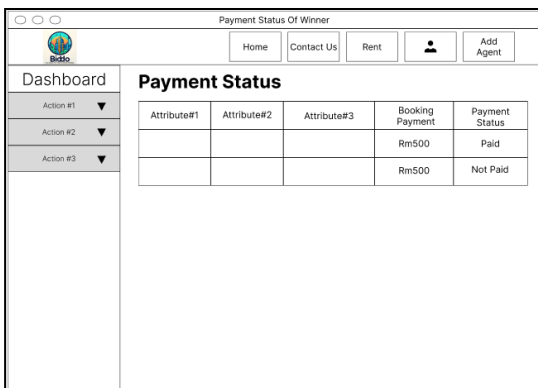 Payment Status Of Winner
Biddo
Home
Contact Us
Rent
Add
Agent
Dashboard
Action #1
Action #2
Action #3
Payment Status
Attribute#1
Attribute#2
Attribute#3
Booking
Payment
Payment
Status
Rm500
Paid
Rm500
Not Paid